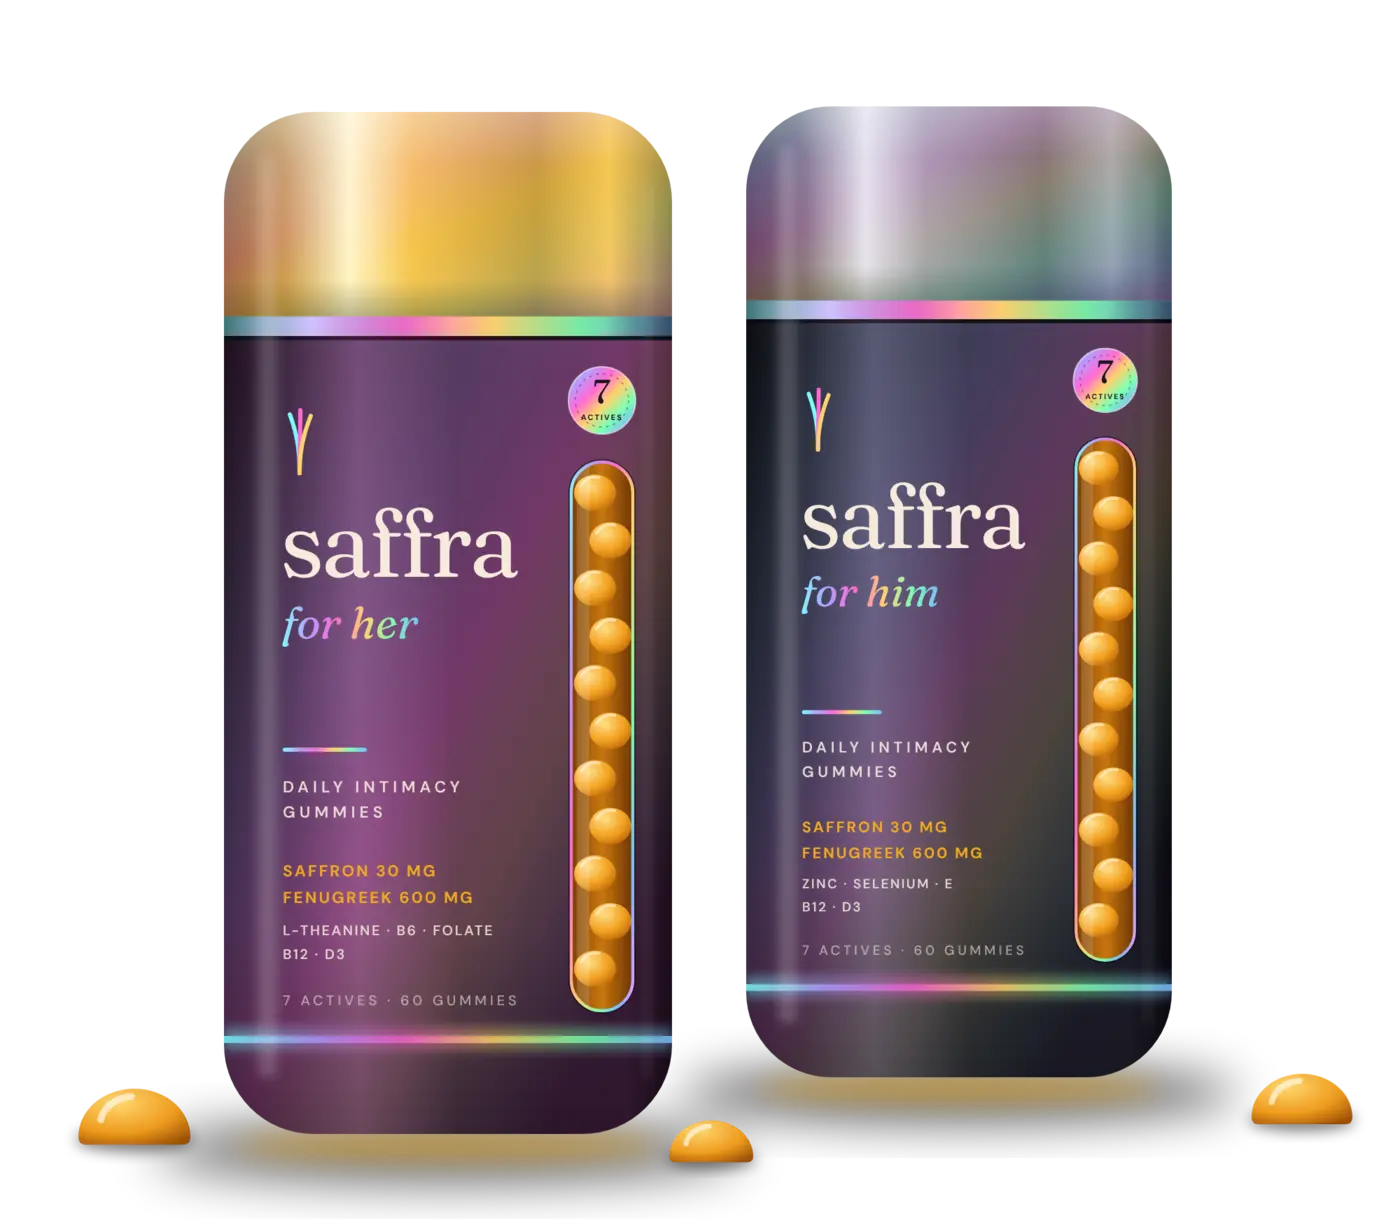 7
ACTIVES
saffra
for her
DAILY INTIMACY
GUMMIES
SAFFRON 30 MG
FENUGREEK 600 MG
L-THEANINE · B6 · FOLATE
B12 · D3
7 ACTIVES · 60 GUMMIES
7
ACTIVES
saffra
for him
DAILY INTIMACY
GUMMIES
SAFFRON 30 MG
FENUGREEK 600 MG
ZINC · SELENIUM · E
B12 · D3
7 ACTIVES · 60 GUMMIES